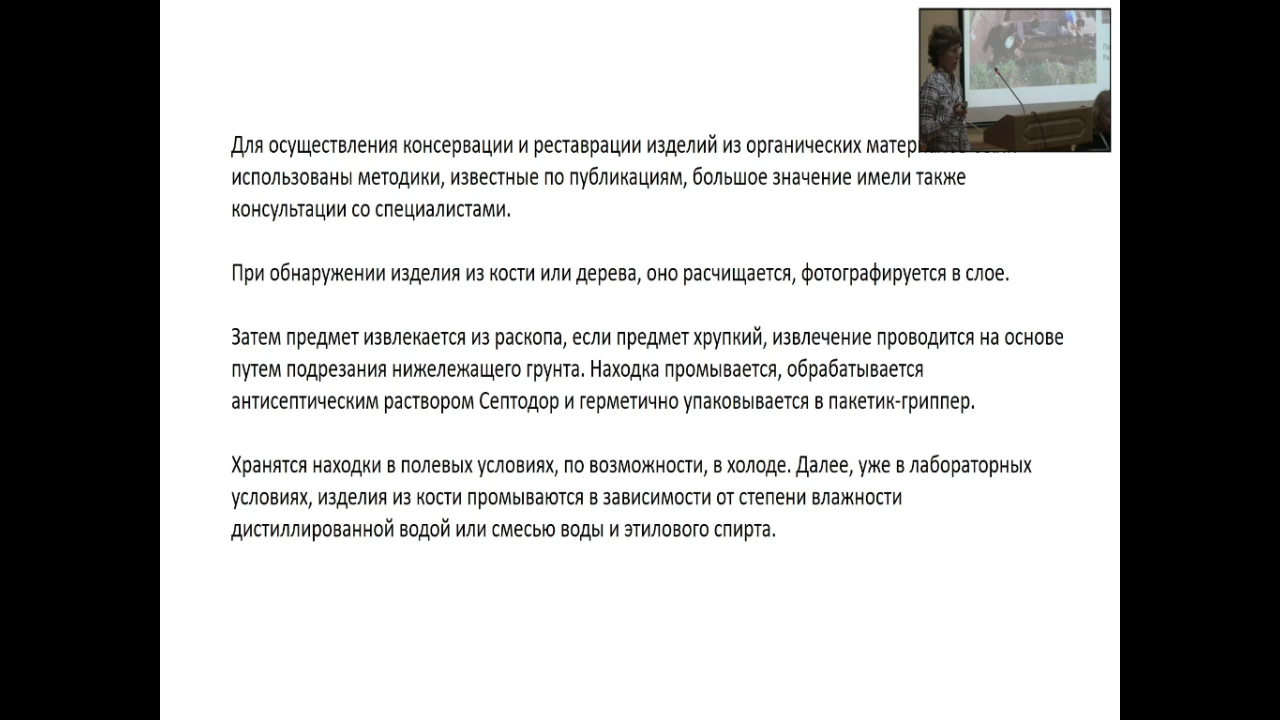 Для осуществления консервации и реставрации изделий из органических
использованы методики, известные по публикациям, большое значение имели также
консультации со специалистами.
При обнаружении изделия из кости или дерева, оно расчищается, фотографируется в слое.
Затем предмет извлекается из раскопа, если предмет хрупкий, извлечение проводится на основе
путем подрезания нижележащего грунта. Находка промывается, обрабатывается
антисептическим раствором Септодор и герметично упаковывается в пакетик-гриппер.
Хранятся находки в полевых условиях, по возможности, в холоде. Далее, уже в лабораторных
условиях, изделия из кости промываются в зависимости от степени влажности
дистиллированной водой или смесью воды и этилового спирта.